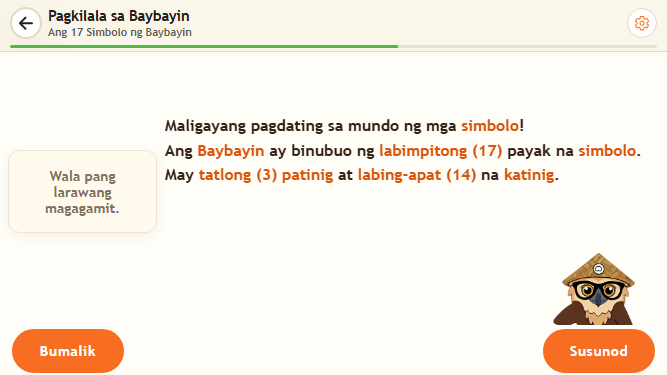 Pagkilala sa Baybayin
Ang 17 Simbolo ng Baybayin
Maligayang pagdating sa mundo ng mga simbolo!
Ang Baybayin ay binubuo ng labimpitong (17) payak na simbolo.
May tatlong (3) patinig at labing-apat (14) na katinig.
Wala pang
larawang
magagamit.
Bumalik
Susunod